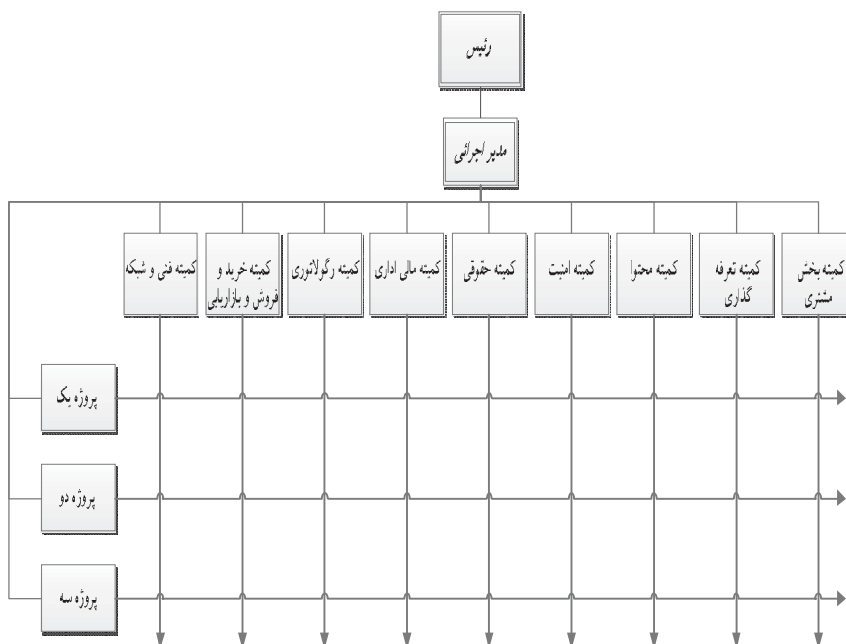 رئیس
مدیر اجرائی
کمیته بخش
مشتری
کمیته تعرفه
گذاری
کمیته محتوا
کمیته امنیت
کمیته حقوقی
کمیته مالی اداری
کمیته رگولاتوری
کمیته خرید و
فروش و بازاریابی
کمیته فنی و شبکه
پروژه یک
پروژه دو
پروژه سه